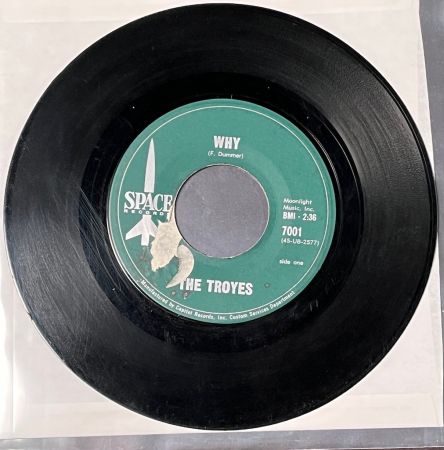 WHY
(F. Dummer)
SPACE
RECORDS
Moonlight
Music, Inc.
BMI - 2:36
7001
(45-UB-2577)
side one
THE TROYES
Manufactured by Capitol Records, Inc. Custom Services Department